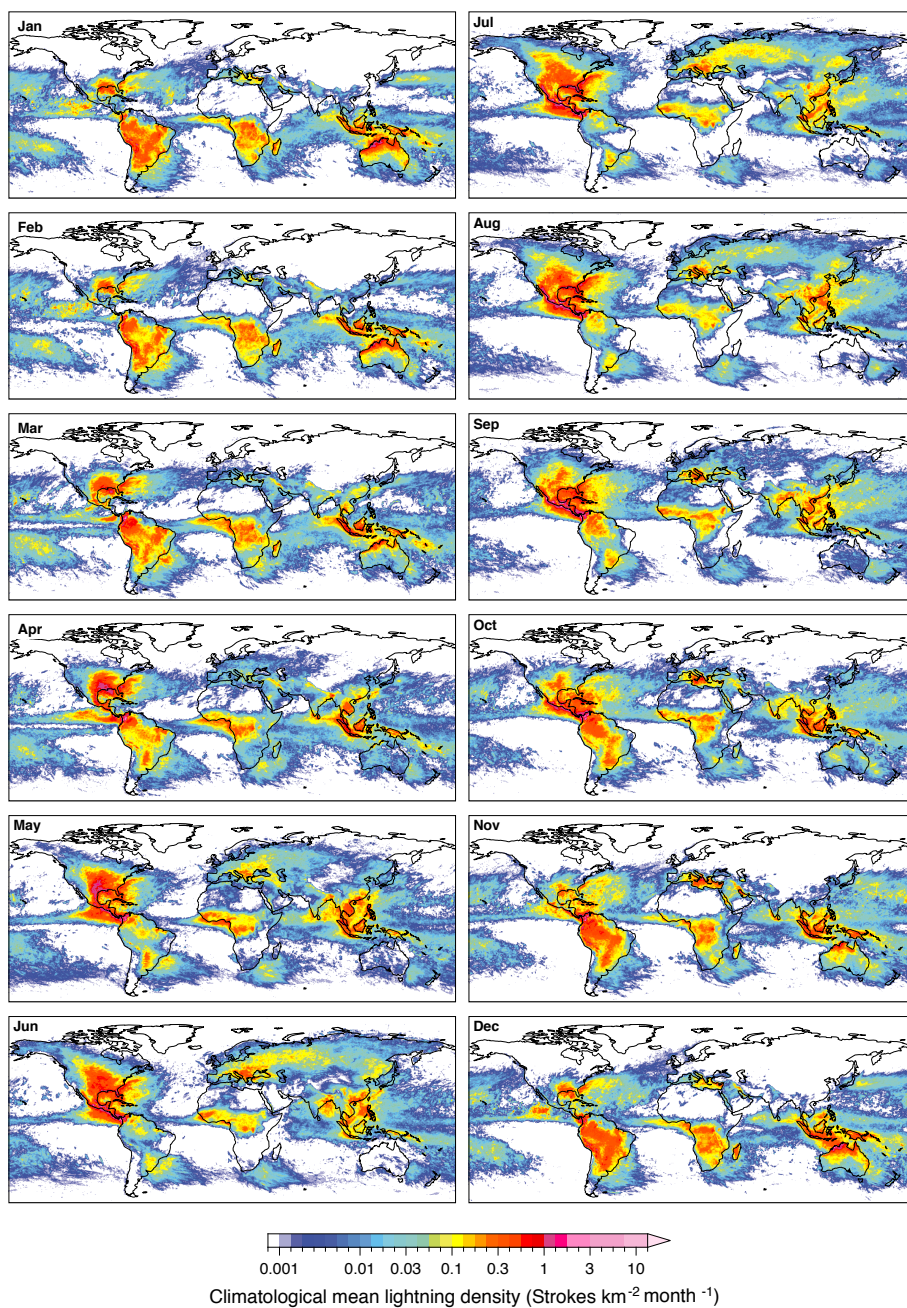 Jan
Jul
Feb
Aug
Mar
Sep
Apr
Oct
May
Nov
Jun
Dec
0.001 0.01 0.03 0.1 0.3 1 3 10
Climatological mean lightning density (Strokes km⁻² month ⁻¹)